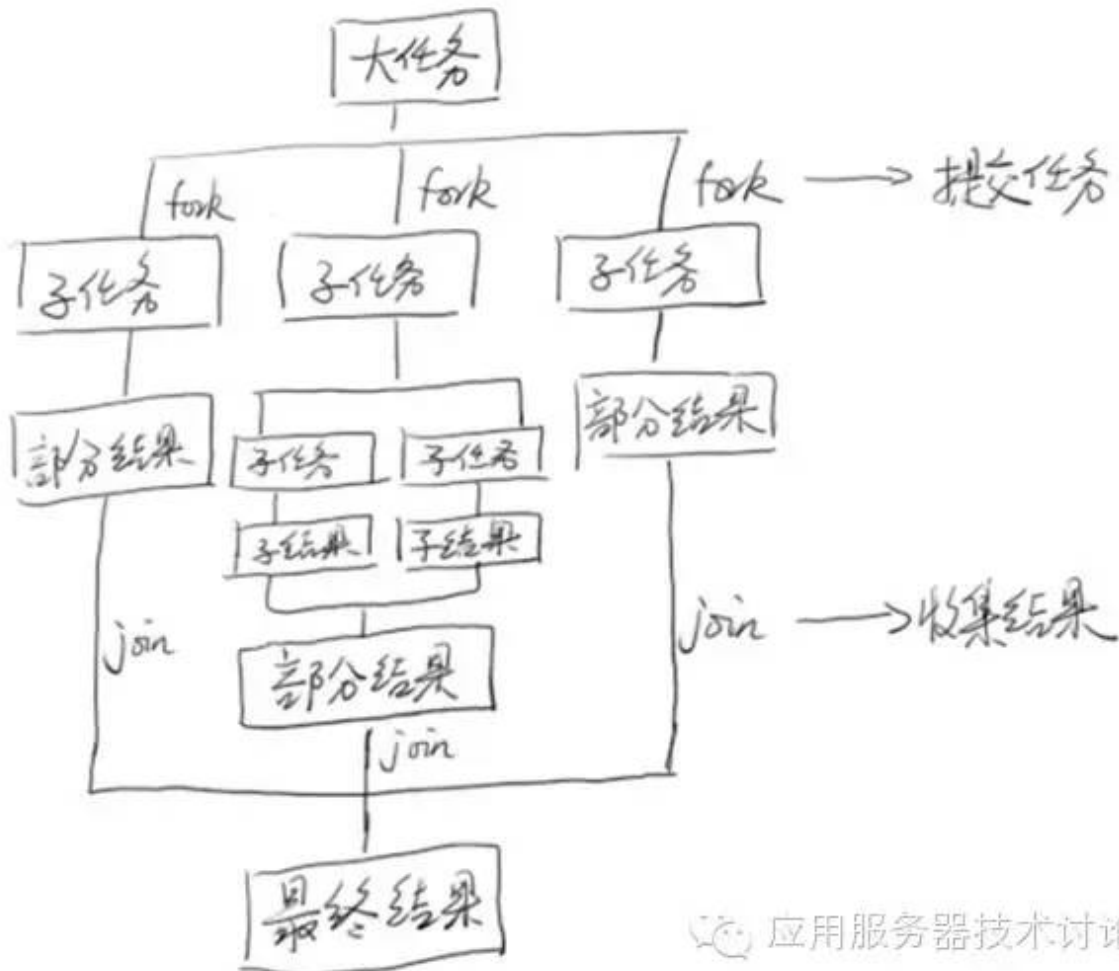 大任务
fork
fork
fork
提交任务
子任务
子任务
子任务
部分结果
子任务
子任务
部分结果
子结果
子结果
join
join
收集结果
部分结果
join
最终结果
应用服务器技术讨论